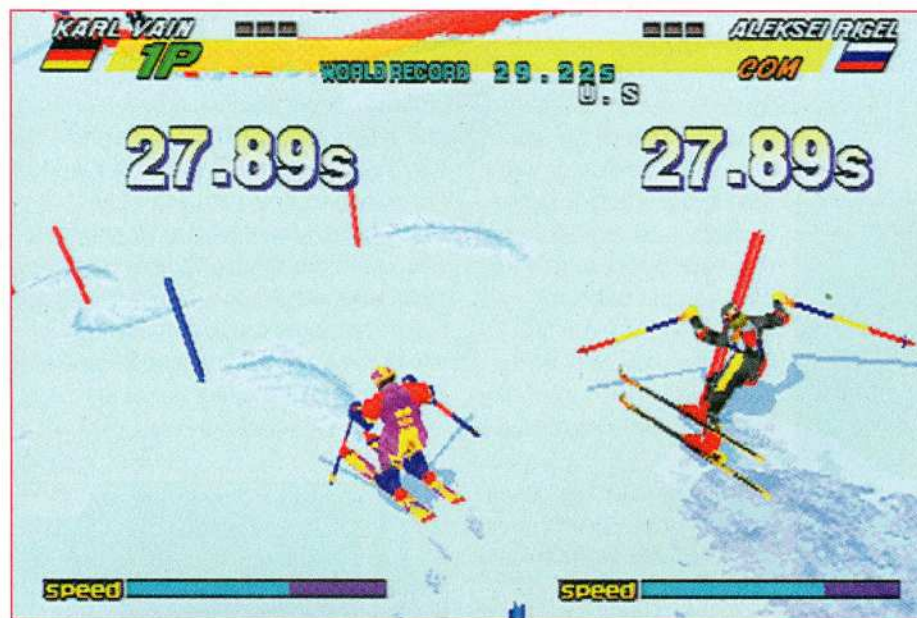 KARL VAIN
ALEKSEI RIGEL
1P
COM
WORLD RECORD 29.22s
U.S
27.89s
27.89s
speed
speed